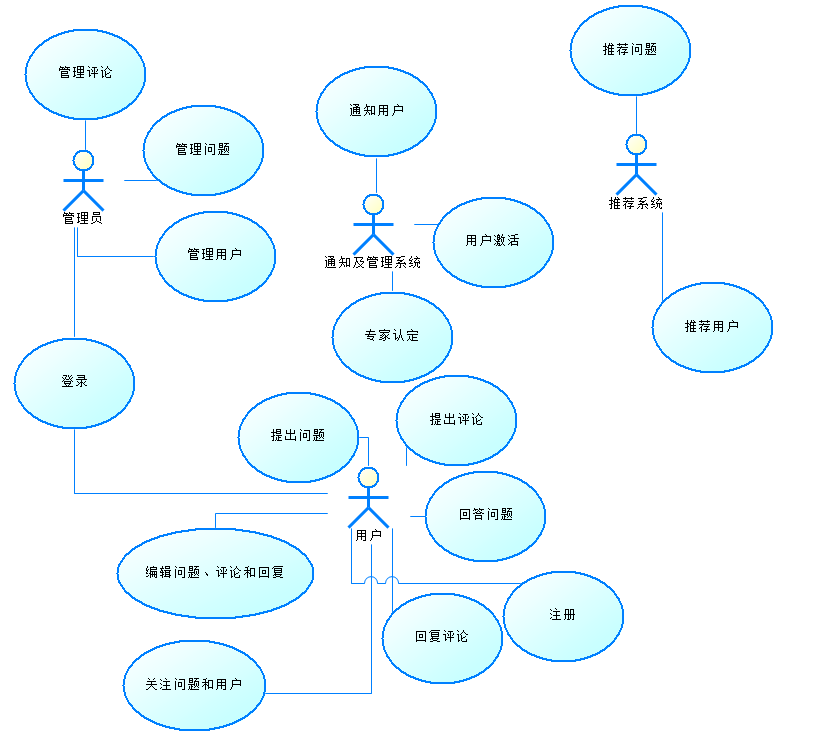 推荐问题
管理评论
通知用户
管理问题
推荐系统
管理员
用户激活
管理用户
通知及管理系统
推荐用户
专家认定
登录
提出评论
提出问题
回答问题
用户
编辑问题、评论和回复
注册
回复评论
关注问题和用户